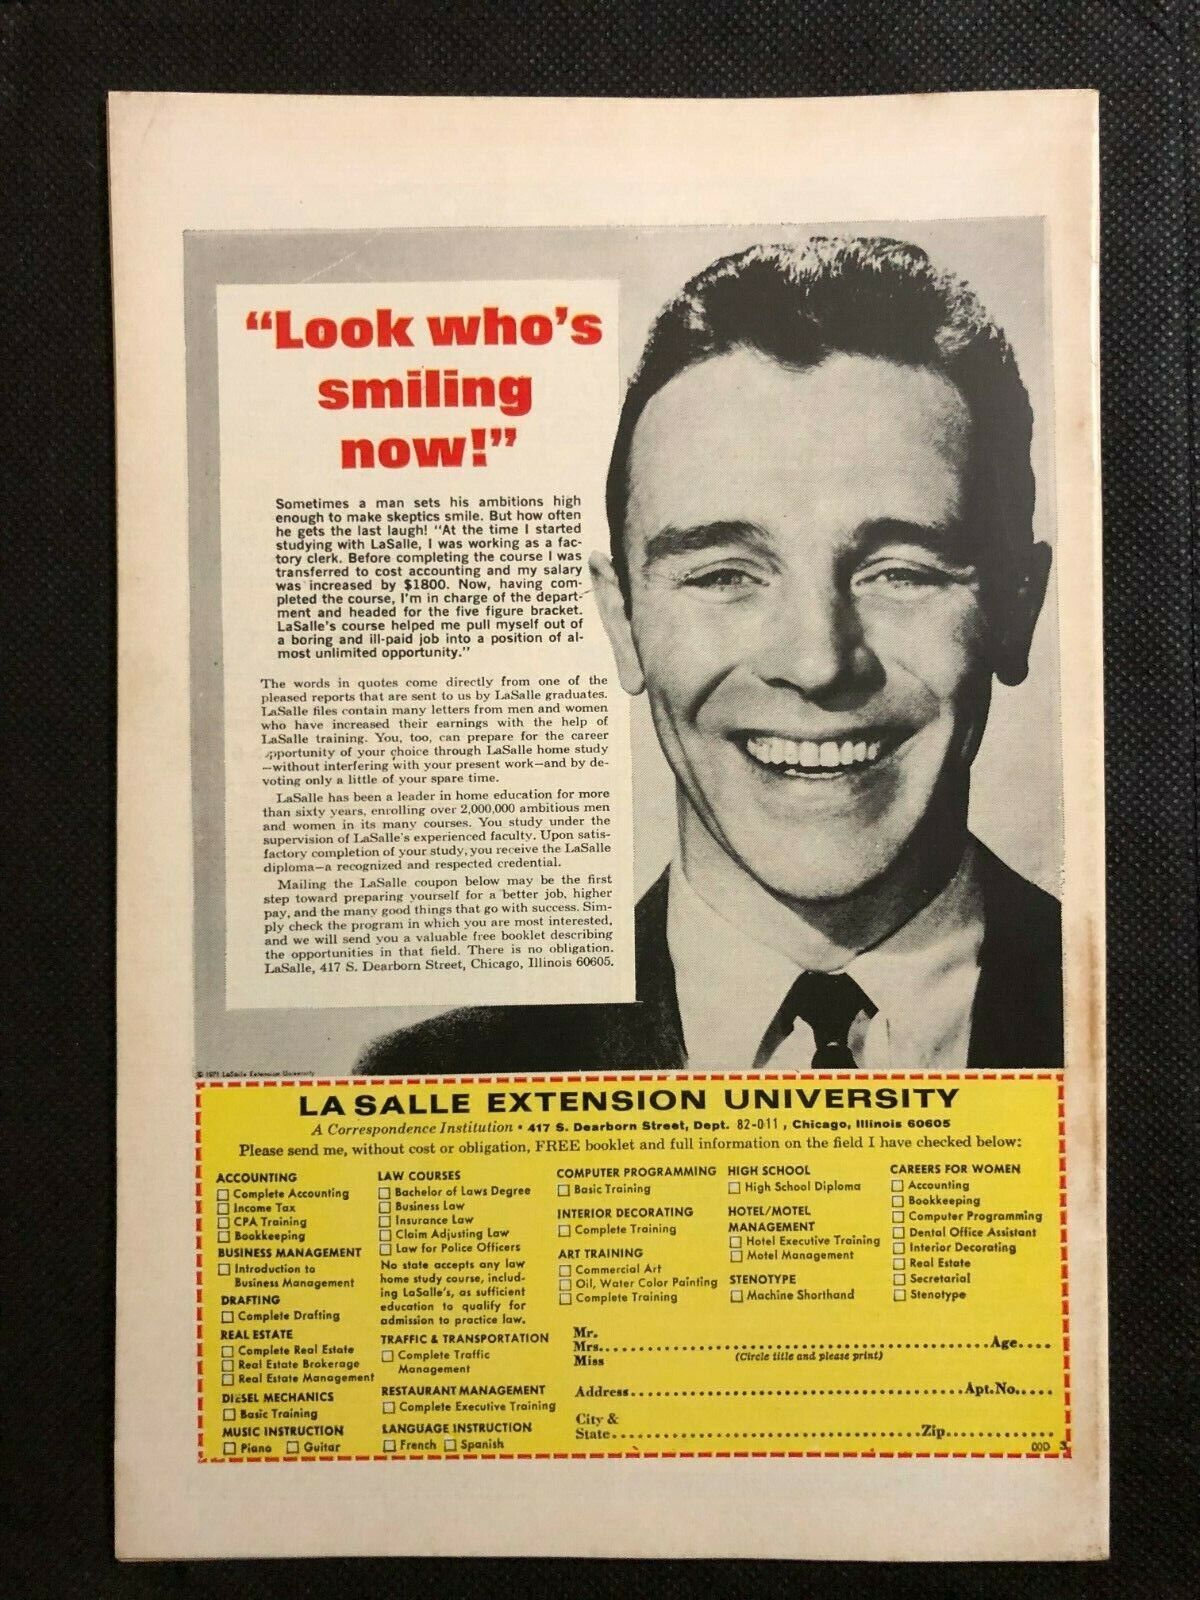 “Look who’s
smiling
now!”
Sometimes a man sets his ambitions high
enough to make skeptics smile. But how often
he gets the last laugh! “At the time I started
studying with LaSalle, I was working as a fac-
tory clerk. Before completing the course I was
transferred to cost accounting and my salary
was increased by $1800. Now, having com-
pleted the course, I’m in charge of the depart-
ment and headed for the five figure bracket.
LaSalle’s course helped me pull myself out of
a boring and ill-paid job into a position of al-
most unlimited opportunity.”
The words in quotes come directly from one of the
pleased reports that are sent to us by LaSalle graduates.
LaSalle files contain many letters from men and women
who have increased their earnings with the help of
LaSalle training. You, too, can prepare for the career
opportunity of your choice through LaSalle home study
—without interfering with your present work—and by de-
voting only a little of your spare time.
LaSalle has been a leader in home education for more
than sixty years, enrolling over 2,000,000 ambitious men
and women in its many courses. You study under the
supervision of LaSalle’s experienced faculty. Upon satis-
factory completion of your study, you receive the LaSalle
diploma—a recognized and respected credential.
Mailing the LaSalle coupon below may be the first
step toward preparing yourself for a better job, higher
pay, and the many good things that go with success. Sim-
ply check the program in which you are most interested,
and we will send you a valuable free booklet describing
the opportunities in that field. There is no obligation.
LaSalle, 417 S. Dearborn Street, Chicago, Illinois 60605.
© 1971 LaSalle Extension University
LA SALLE EXTENSION UNIVERSITY
A Correspondence Institution • 417 S. Dearborn Street, Dept. 82-011, Chicago, Illinois 60605
Please send me, without cost or obligation, FREE booklet and full information on the field I have checked below:
ACCOUNTING
Complete Accounting
Income Tax
CPA Training
Bookkeeping
BUSINESS MANAGEMENT
Introduction to
Business Management
DRAFTING
Complete Drafting
REAL ESTATE
Complete Real Estate
Real Estate Brokerage
Real Estate Management
DIESEL MECHANICS
Basic Training
MUSIC INSTRUCTION
Piano Guitar
LAW COURSES
Bachelor of Laws Degree
Business Law
Insurance Law
Claim Adjusting Law
Law for Police Officers
No state accepts any law
home study course, includ-
ing LaSalle’s, as sufficient
education to qualify for
admission to practice law.
TRAFFIC & TRANSPORTATION
Complete Traffic
Management
RESTAURANT MANAGEMENT
Complete Executive Training
LANGUAGE INSTRUCTION
French Spanish
COMPUTER PROGRAMMING
Basic Training
INTERIOR DECORATING
Complete Training
ART TRAINING
Commercial Art
Oil, Water Color Painting
Complete Training
HIGH SCHOOL
High School Diploma
HOTEL/MOTEL
MANAGEMENT
Hotel Executive Training
Motel Management
STENOTYPE
Machine Shorthand
CAREERS FOR WOMEN
Accounting
Bookkeeping
Computer Programming
Dental Office Assistant
Interior Decorating
Real Estate
Secretarial
Stenotype
Mr.
Mrs. Age
Miss (Circle title and please print)
Address Apt. No.
City &
State Zip
00D 3